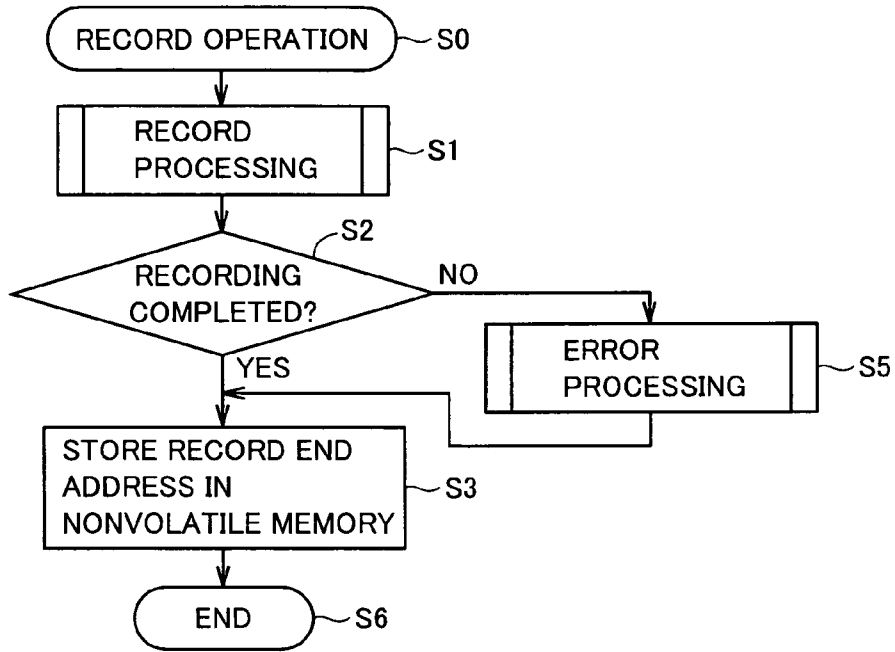 RECORD OPERATION
S0
RECORD
PROCESSING
S1
S2
RECORDING
COMPLETED?
NO
YES
ERROR
PROCESSING
S5
STORE RECORD END
ADDRESS IN
NONVOLATILE MEMORY
S3
END
S6